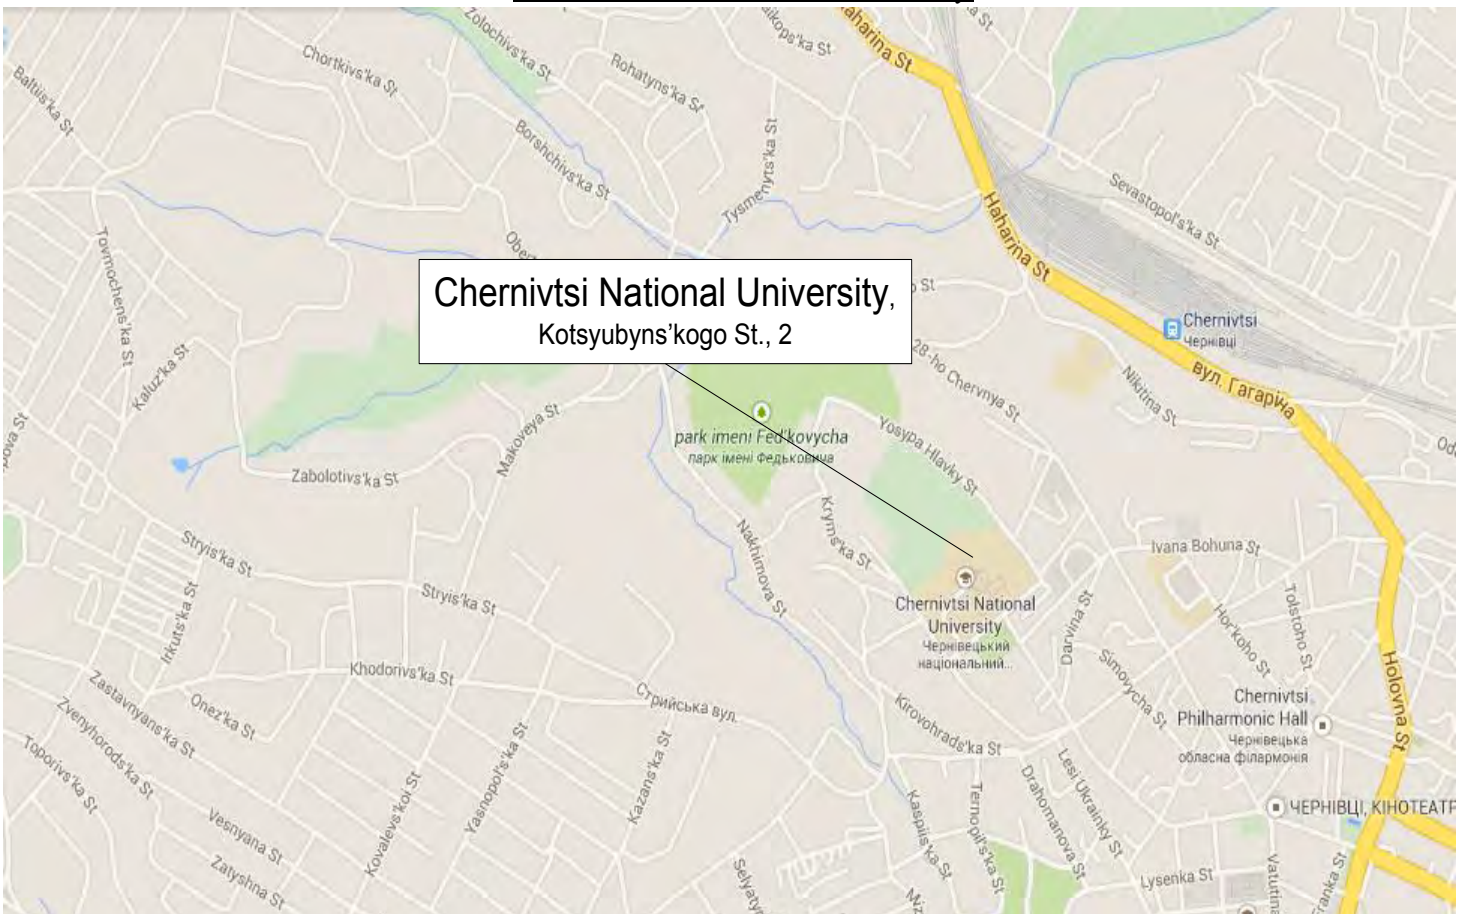 Zolochivs'ka St
Haharina St
Chortkivs'ka St
Rohatyns'ka St
Baltiis'ka St
Borshchivs'ka St
Tysmenyts'ka St
Sevastopol's'ka St
Haharina St
Tovmochens'ka St
Chernivtsi National University,
Kotsyubyns'kogo St., 2
Chernivtsi
Чернівці
Kaluz'ka St
28-ho Chervnya St
Nikitina St
вул. Гагаріна
Makoveya St
park imeni Fed'kovycha
парк імені Федьковича
Yosypa Hlavky St
Zabolotivs'ka St
Kryms'ka St
Nakhimova St
Stryis'ka St
Ivana Bohuna St
Stryis'ka St
Irkuts'ka St
Chernivtsi National
University
Чернівецький
національний...
Darvina St
Hor'koho St
Tolstoho St
Khodorivs'ka St
Simovycha St
Holovna St
Zastavnyans'ka St
Onez'ka St
Стрийська вул.
Kirovohrads'ka St
Chernivtsi
Philharmonic Hall
Чернівецька
обласна філармонія
Zvenyhorods'ka St
Toporivs'ka St
Kovalevs'koi St
Yasnopol's'ka St
Kazans'ka St
Kaspiis'ka St
Ternopil's'ka St
Drahomanova St
Lesi Ukrainky St
ЧЕРНІВЦІ, КІНОТЕАТР
Vesnyana St
Zatyshna St
Lysenka St
Vatutina